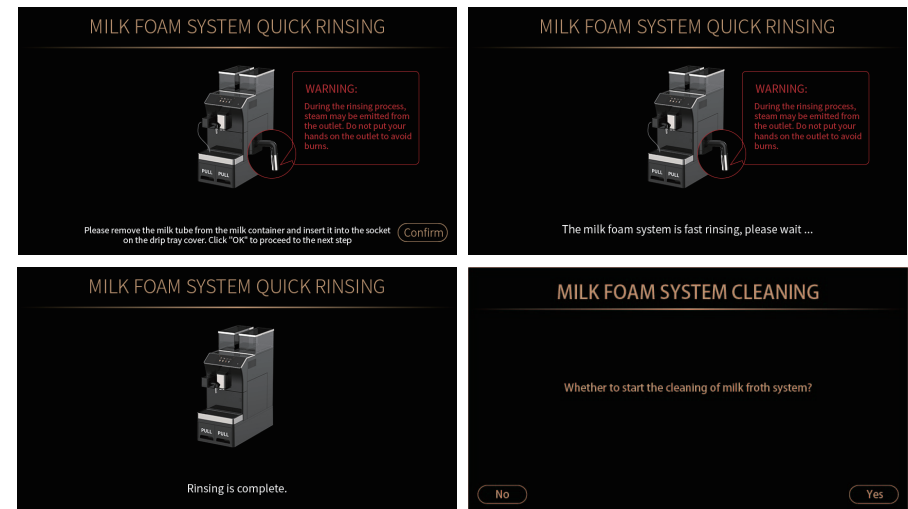 MILK FOAM SYSTEM QUICK RINSING
WARNING:
During the rinsing process,
steam may be emitted from
the outlet. Do not put your
hands on the outlet to avoid
burns.
PULL PULL
Please remove the milk tube from the milk container and insert it into the socket
on the drip tray cover. Click "OK" to proceed to the next step
Confirm
MILK FOAM SYSTEM QUICK RINSING
WARNING:
During the rinsing process,
steam may be emitted from
the outlet. Do not put your
hands on the outlet to avoid
burns.
PULL PULL
The milk foam system is fast rinsing, please wait ...
MILK FOAM SYSTEM QUICK RINSING
PULL PULL
Rinsing is complete.
MILK FOAM SYSTEM CLEANING
Whether to start the cleaning of milk froth system?
No
Yes